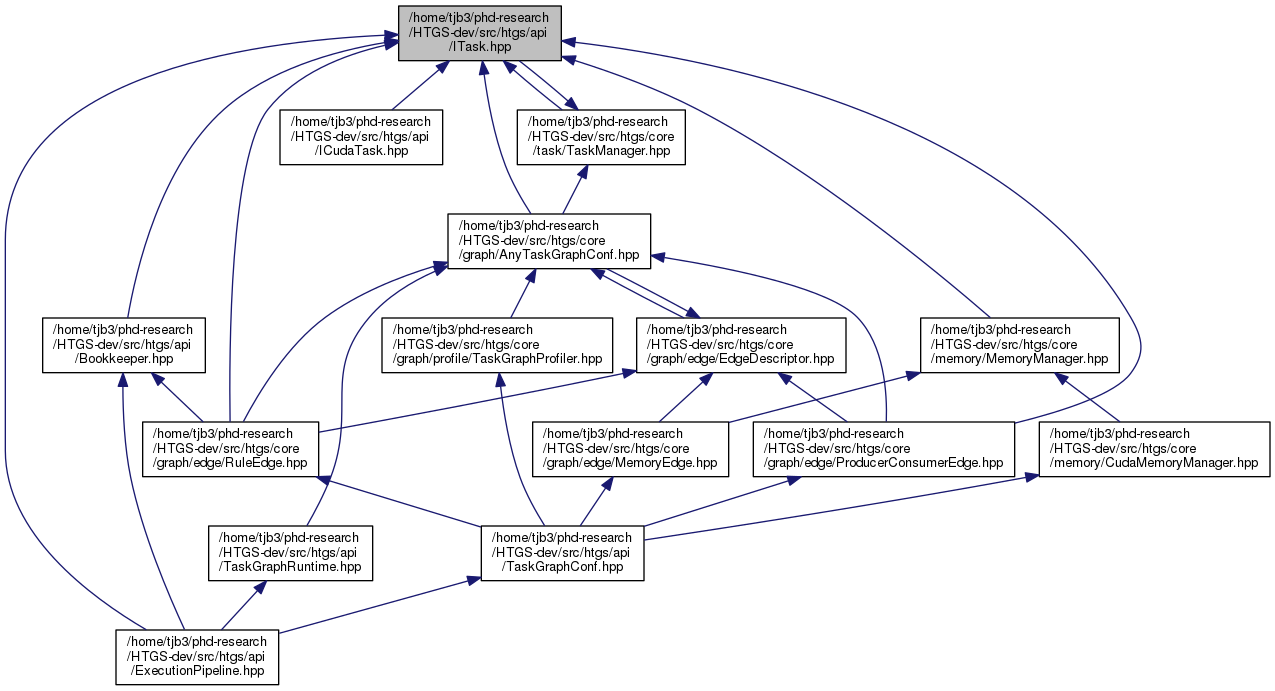 /home/tjb3/phd-research
/HTGS-dev/src/htgs/api
/ITask.hpp
/home/tjb3/phd-research
/HTGS-dev/src/htgs/api
/ICudaTask.hpp
/home/tjb3/phd-research
/HTGS-dev/src/htgs/core
/task/TaskManager.hpp
/home/tjb3/phd-research
/HTGS-dev/src/htgs/core
/graph/AnyTaskGraphConf.hpp
/home/tjb3/phd-research
/HTGS-dev/src/htgs/api
/Bookkeeper.hpp
/home/tjb3/phd-research
/HTGS-dev/src/htgs/core
/graph/profile/TaskGraphProfiler.hpp
/home/tjb3/phd-research
/HTGS-dev/src/htgs/core
/graph/edge/EdgeDescriptor.hpp
/home/tjb3/phd-research
/HTGS-dev/src/htgs/core
/memory/MemoryManager.hpp
/home/tjb3/phd-research
/HTGS-dev/src/htgs/core
/graph/edge/RuleEdge.hpp
/home/tjb3/phd-research
/HTGS-dev/src/htgs/core
/graph/edge/MemoryEdge.hpp
/home/tjb3/phd-research
/HTGS-dev/src/htgs/core
/graph/edge/ProducerConsumerEdge.hpp
/home/tjb3/phd-research
/HTGS-dev/src/htgs/core
/memory/CudaMemoryManager.hpp
/home/tjb3/phd-research
/HTGS-dev/src/htgs/api
/TaskGraphRuntime.hpp
/home/tjb3/phd-research
/HTGS-dev/src/htgs/api
/TaskGraphConf.hpp
/home/tjb3/phd-research
/HTGS-dev/src/htgs/api
/ExecutionPipeline.hpp